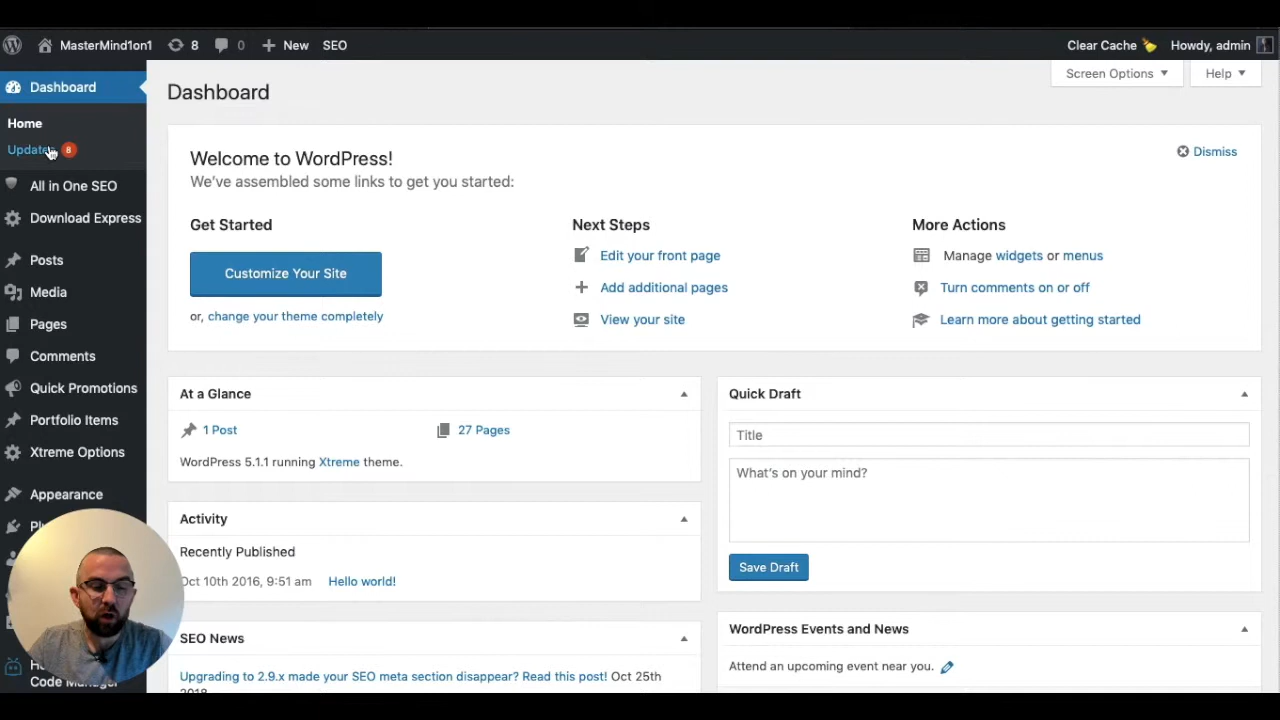 MasterMind1on1 8 0 New SEO Clear Cache Howdy, admin
Dashboard
Home
8
All in One SEO
Download Express
Posts
Media
Pages
Comments
Quick Promotions
Portfolio Items
Xtreme Options
Appearance
Code Manager
Screen Options Help
Dashboard
Welcome to WordPress!
Dismiss
We've assembled some links to get you started:
Get Started
Customize Your Site
or, change your theme completely
Next Steps
Edit your front page
Add additional pages
View your site
More Actions
Manage widgets or menus
Turn comments on or off
Learn more about getting started
At a Glance
1 Post 27 Pages
WordPress 5.1.1 running Xtreme theme.
Activity
Recently Published
Oct 10th 2016, 9:51 am Hello world!
SEO News
Upgrading to 2.9.x made your SEO meta section disappear? Read this post! Oct 25th
2018
Quick Draft
Title
What's on your mind?
Save Draft
WordPress Events and News
Attend an upcoming event near you.